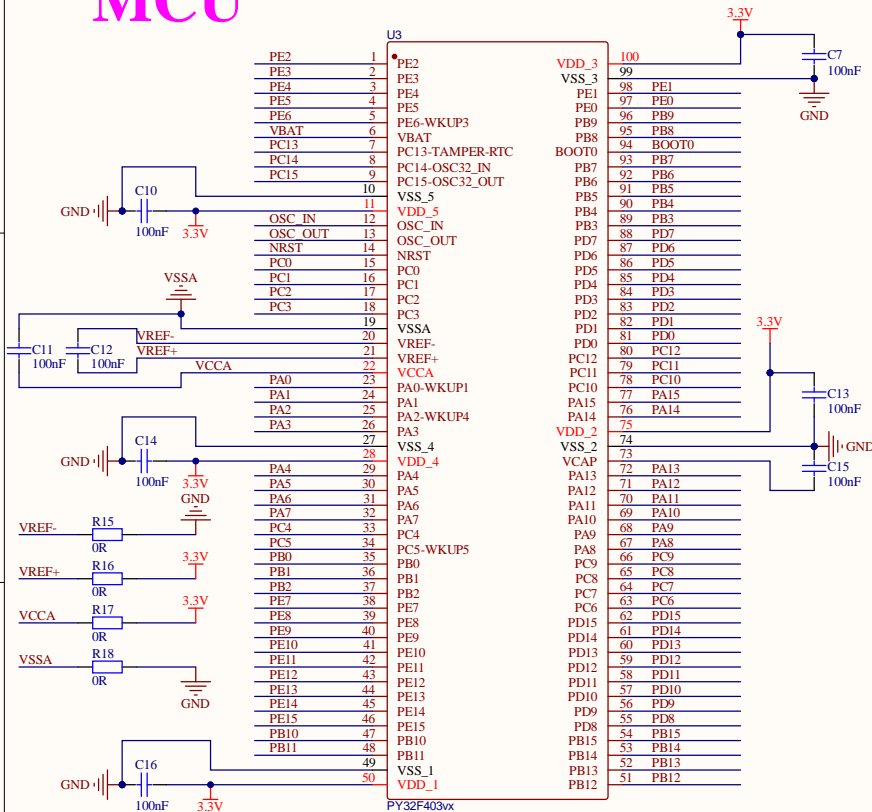 MCU
U3
3.3V
C7
100nF
GND
PE2 1 PE2 VDD_3 100
PE3 2 PE3 VSS_3 99
PE4 3 PE4 PE1 98 PE1
PE5 4 PE5 PE0 97 PE0
PE6 5 PE6-WKUP3 PB9 96 PB9
VBAT 6 VBAT PB8 95 PB8
PC13 7 PC13-TAMPER-RTC BOOT0 94 BOOT0
PC14 8 PC14-OSC32_IN PB7 93 PB7
PC15 9 PC15-OSC32_OUT PB6 92 PB6
10 VSS_5 PB5 91 PB5
11 VDD_5 PB4 90 PB4
OSC_IN 12 OSC_IN PB3 89 PB3
OSC_OUT 13 OSC_OUT PD7 88 PD7
NRST 14 NRST PD6 87 PD6
PC0 15 PC0 PD5 86 PD5
PC1 16 PC1 PD4 85 PD4
PC2 17 PC2 PD3 84 PD3
PC3 18 PC3 PD2 83 PD2
19 VSSA PD1 82 PD1
VREF- 20 VREF- PD0 81 PD0
VREF+ 21 VREF+ PC12 80 PC12
VCCA 22 VCCA PC11 79 PC11
PA0 23 PA0-WKUP1 PC10 78 PC10
PA1 24 PA1 PA15 77 PA15
PA2 25 PA2-WKUP4 PA14 76 PA14
PA3 26 PA3 VDD_2 75
27 VSS_4 VSS_2 74
28 VDD_4 VCAP 73
PA4 29 PA4 PA13 72 PA13
PA5 30 PA5 PA12 71 PA12
PA6 31 PA6 PA11 70 PA11
PA7 32 PA7 PA10 69 PA10
PC4 33 PC4 PA9 68 PA9
PC5 34 PC5-WKUP5 PA8 67 PA8
PB0 35 PB0 PC9 66 PC9
PB1 36 PB1 PC8 65 PC8
PB2 37 PB2 PC7 64 PC7
PE7 38 PE7 PC6 63 PC6
PE8 39 PE8 PD15 62 PD15
PE9 40 PE9 PD14 61 PD14
PE10 41 PE10 PD13 60 PD13
PE11 42 PE11 PD12 59 PD12
PE12 43 PE12 PD11 58 PD11
PE13 44 PE13 PD10 57 PD10
PE14 45 PE14 PD9 56 PD9
PE15 46 PE15 PD8 55 PD8
PB10 47 PB10 PB15 54 PB15
PB11 48 PB11 PB14 53 PB14
49 VSS_1 PB13 52 PB13
50 VDD_1 PB12 51 PB12
PY32F403vx
C10
GND
100nF
3.3V
VSSA
C11
100nF
C12
100nF
C14
GND
100nF
3.3V
GND
VREF- R15
0R
3.3V
VREF+ R16
0R
3.3V
VCCA R17
0R
VSSA R18
0R
GND
C16
GND
100nF
3.3V
3.3V
C13
100nF
GND
C15
100nF